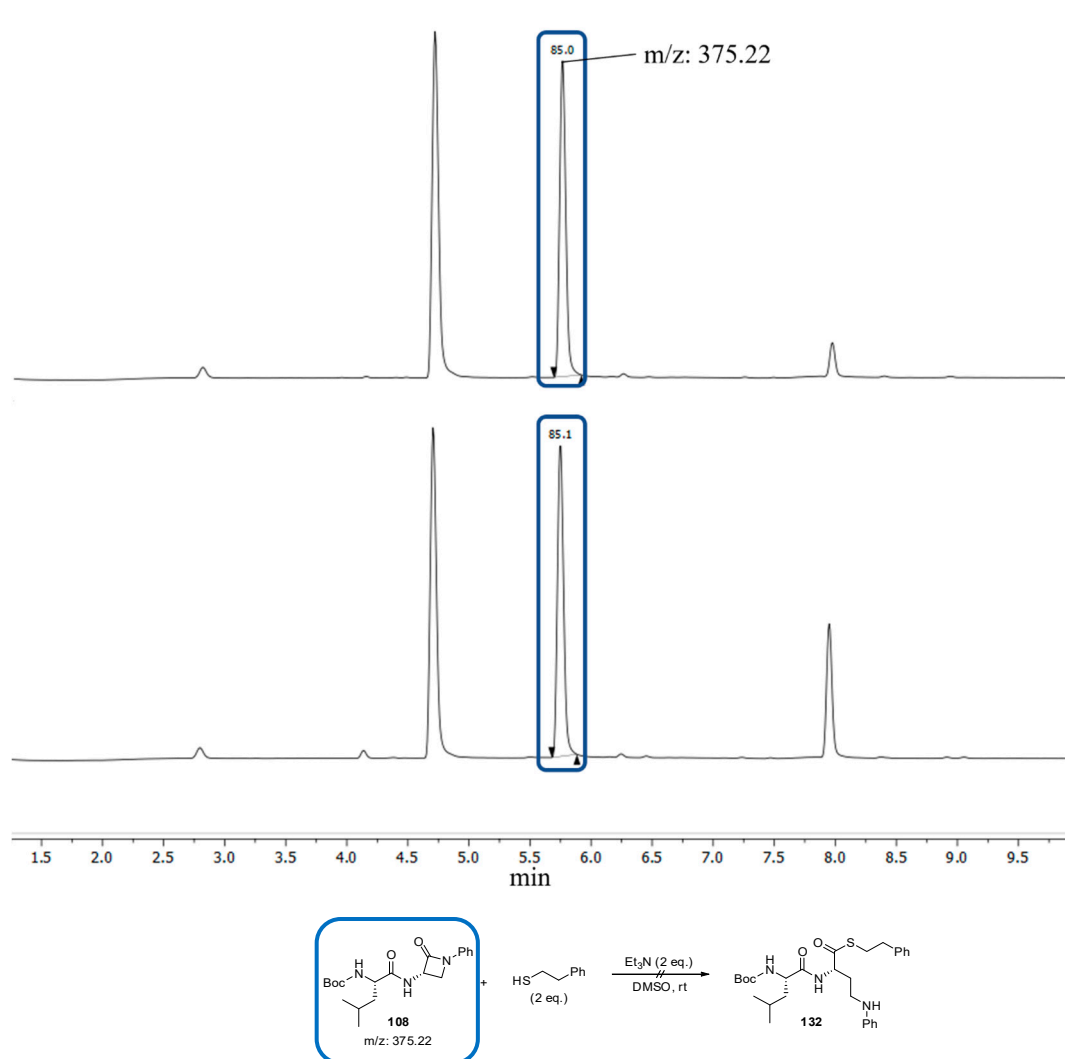 85.0
m/z: 375.22
85.1
1.5 2.0 2.5 3.0 3.5 4.0 4.5 5.0 5.5 6.0 6.5 7.0 7.5 8.0 8.5 9.0 9.5
min
O
Ph
N
O
H
N
N
H
Boc
108
m/z: 375.22
+
HS
Ph
(2 eq.)
Et₃N (2 eq.)
DMSO, rt
O
S
Ph
O
H
N
N
H
Boc
NH
Ph
132